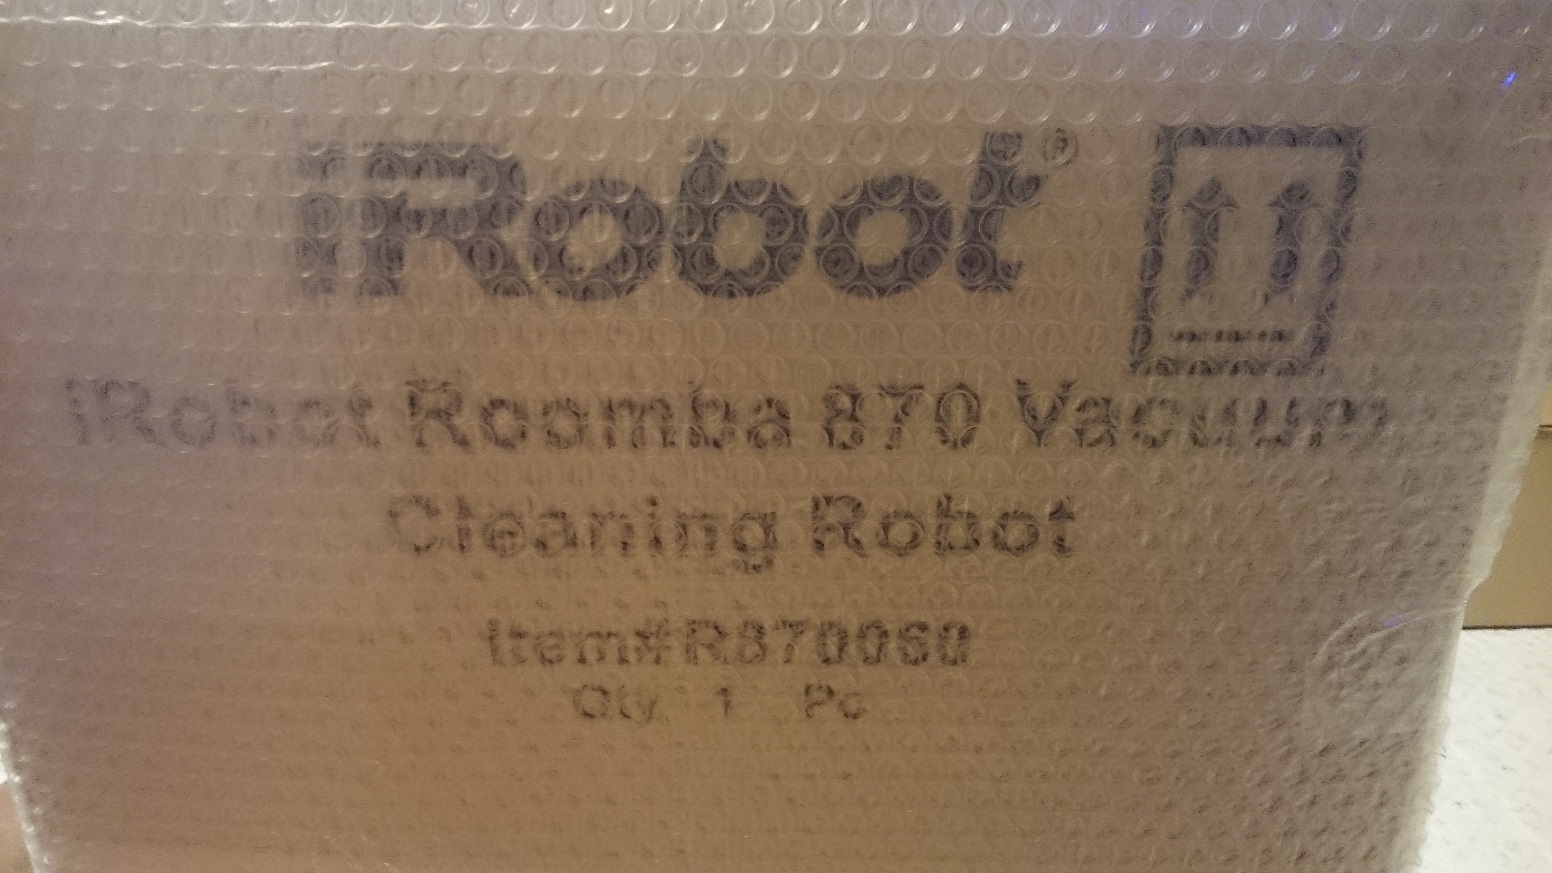 iRobot®
iRobot Roomba 870 Vacuum
Cleaning Robot
Item#R870060
Qty 1 Pc